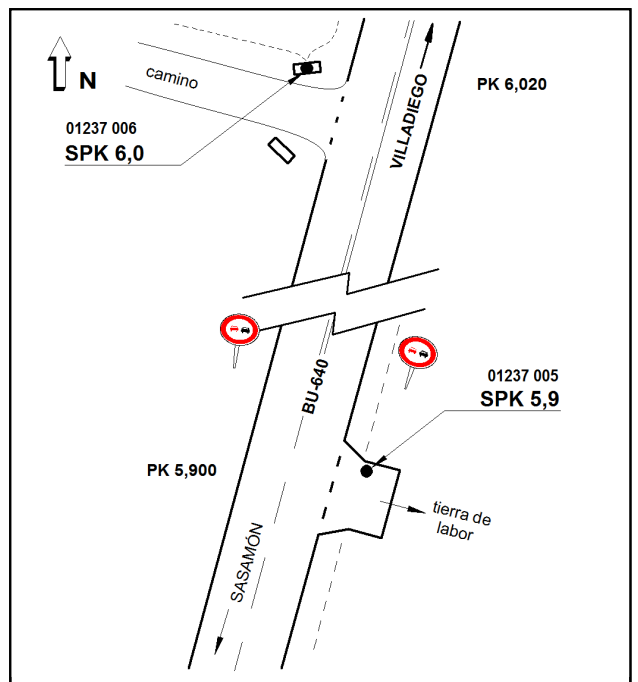 N
camino
01237 006
SPK 6,0
VILLADIEGO
PK 6,020
BU-640
01237 005
SPK 5,9
PK 5,900
tierra de
labor
SASAMÓN